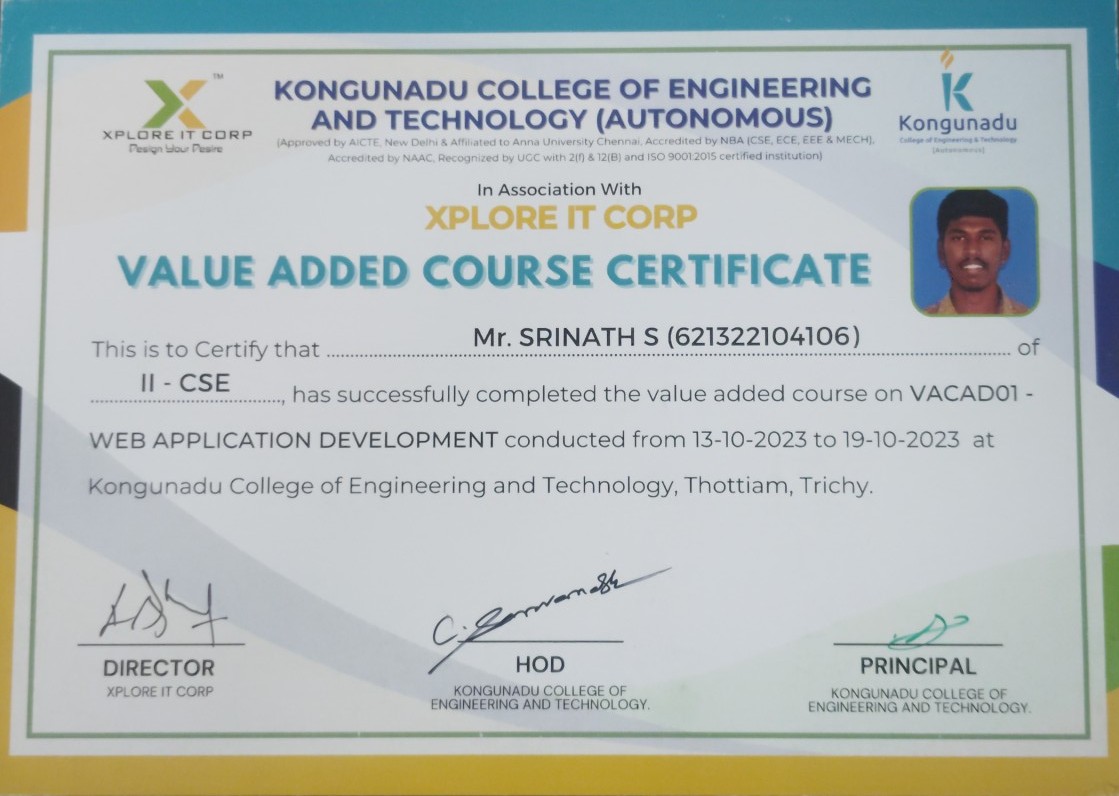 XPLORE IT CORP
Design Your Desire
TM
KONGUNADU COLLEGE OF ENGINEERING
AND TECHNOLOGY (AUTONOMOUS)
(Approved by AICTE, New Delhi & Affiliated to Anna University Chennai, Accredited by NBA (CSE, ECE, EEE & MECH),
Accredited by NAAC, Recognized by UGC with 2(f) & 12(B) and ISO 9001:2015 certified institution)
Kongunadu
College of Engineering & Technology
(Autonomous)
In Association With
XPLORE IT CORP
VALUE ADDED COURSE CERTIFICATE
This is to Certify that Mr. SRINATH S (621322104106) of
II - CSE, has successfully completed the value added course on VACAD01 -
WEB APPLICATION DEVELOPMENT conducted from 13-10-2023 to 19-10-2023 at
Kongunadu College of Engineering and Technology, Thottiam, Trichy.
DIRECTOR
XPLORE IT CORP
HOD
KONGUNADU COLLEGE OF
ENGINEERING AND TECHNOLOGY.
PRINCIPAL
KONGUNADU COLLEGE OF
ENGINEERING AND TECHNOLOGY.